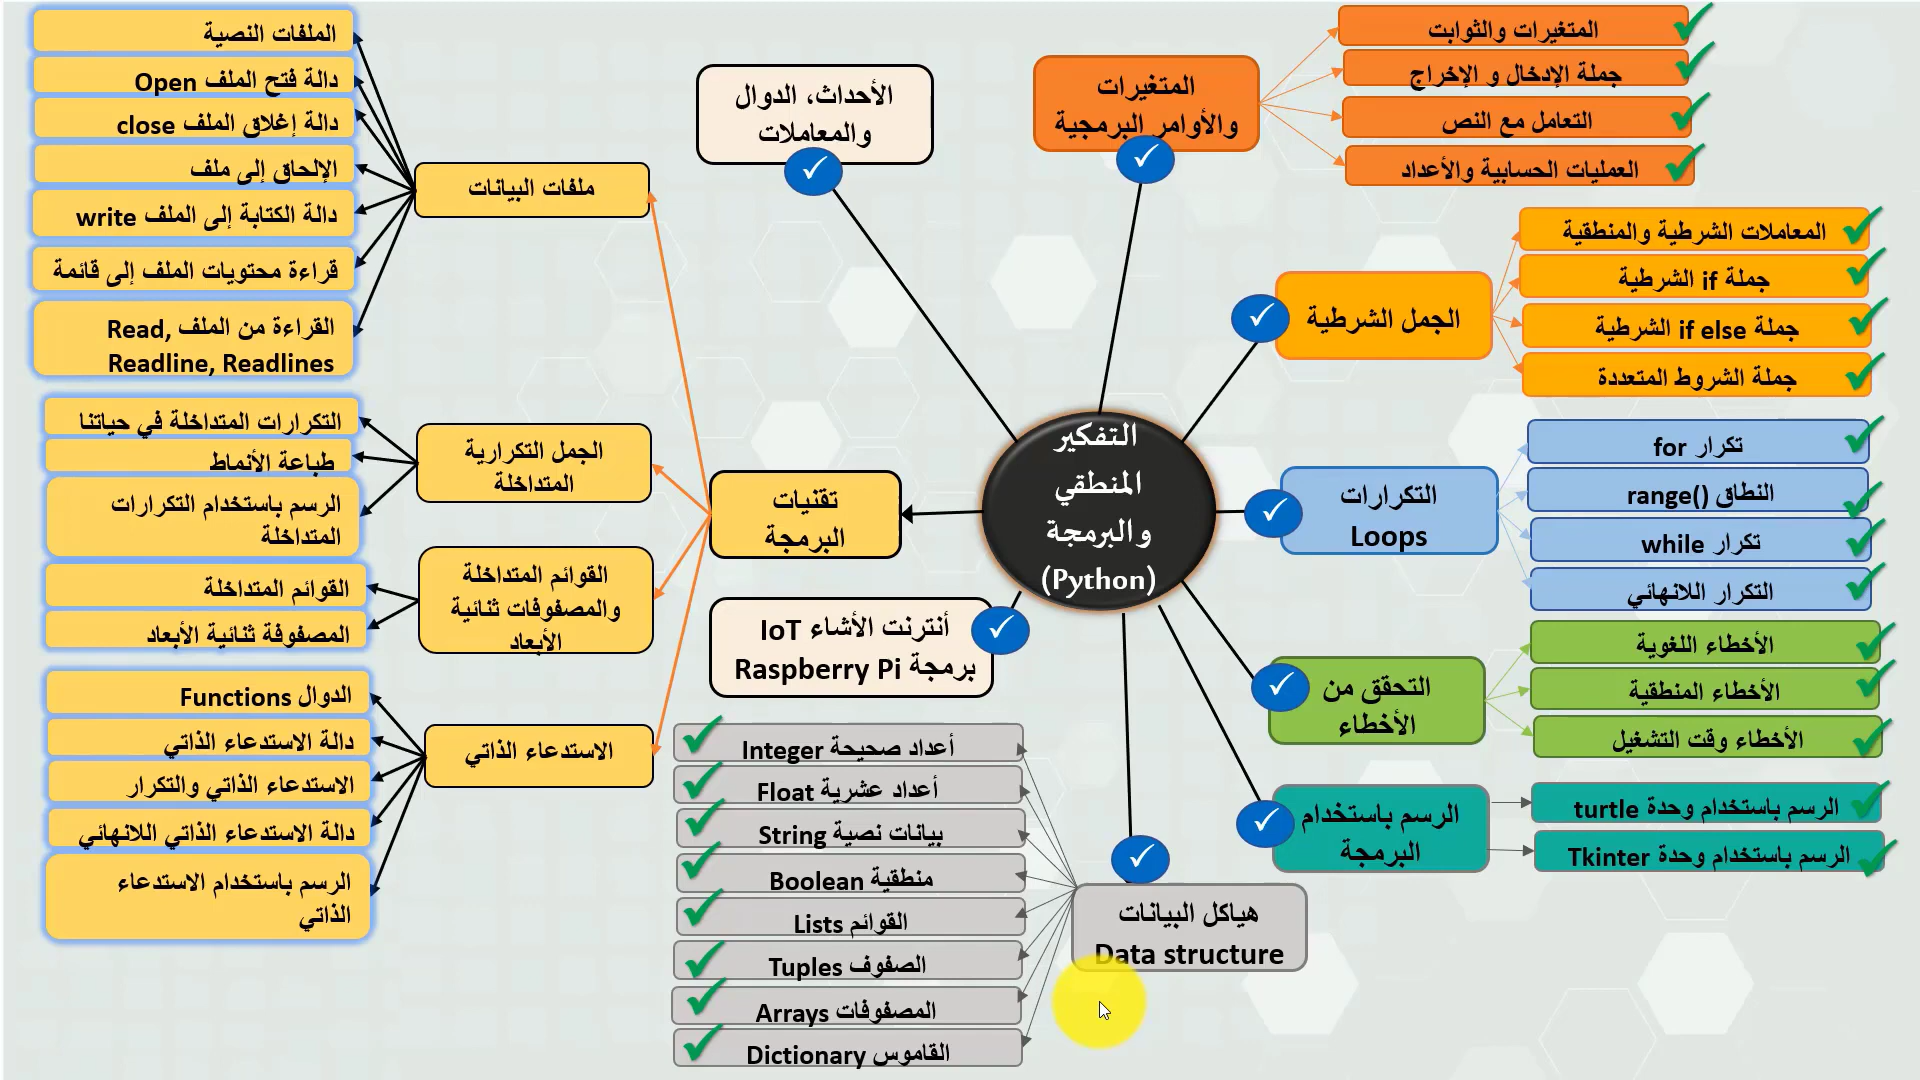 التفكير
المنطقي
والبرمجة
(Python)
المتغيرات
والأوامر البرمجية
المتغيرات والثوابت
جملة الإدخال و الإخراج
التعامل مع النص
العمليات الحسابية والأعداد
الجمل الشرطية
المعاملات الشرطية والمنطقية
جملة if الشرطية
جملة if else الشرطية
جملة الشروط المتعددة
التكرارات
Loops
تكرار for
النطاق range()
تكرار while
التكرار اللانهائي
التحقق من
الأخطاء
الأخطاء اللغوية
الأخطاء المنطقية
الأخطاء وقت التشغيل
الرسم باستخدام
البرمجة
الرسم باستخدام وحدة turtle
الرسم باستخدام وحدة Tkinter
هياكل البيانات
Data structure
أعداد صحيحة Integer
أعداد عشرية Float
بيانات نصية String
منطقية Boolean
القوائم Lists
الصفوف Tuples
المصفوفات Arrays
القاموس Dictionary
أنترنت الأشاء IoT
برمجة Raspberry Pi
الأحداث، الدوال
والمعاملات
تقنيات
البرمجة
ملفات البيانات
الملفات النصية
دالة فتح الملف Open
دالة إغلاق الملف close
الإلحاق إلى ملف
دالة الكتابة إلى الملف write
قراءة محتويات الملف إلى قائمة
القراءة من الملف Read,
Readline, Readlines
الجمل التكرارية
المتداخلة
التكرارات المتداخلة في حياتنا
طباعة الأنماط
الرسم باستخدام التكرارات
المتداخلة
القوائم المتداخلة
والمصفوفات ثنائية
الأبعاد
القوائم المتداخلة
المصفوفة ثنائية الأبعاد
الاستدعاء الذاتي
الدوال Functions
دالة الاستدعاء الذاتي
الاستدعاء الذاتي والتكرار
دالة الاستدعاء الذاتي اللانهائي
الرسم باستخدام الاستدعاء
الذاتي